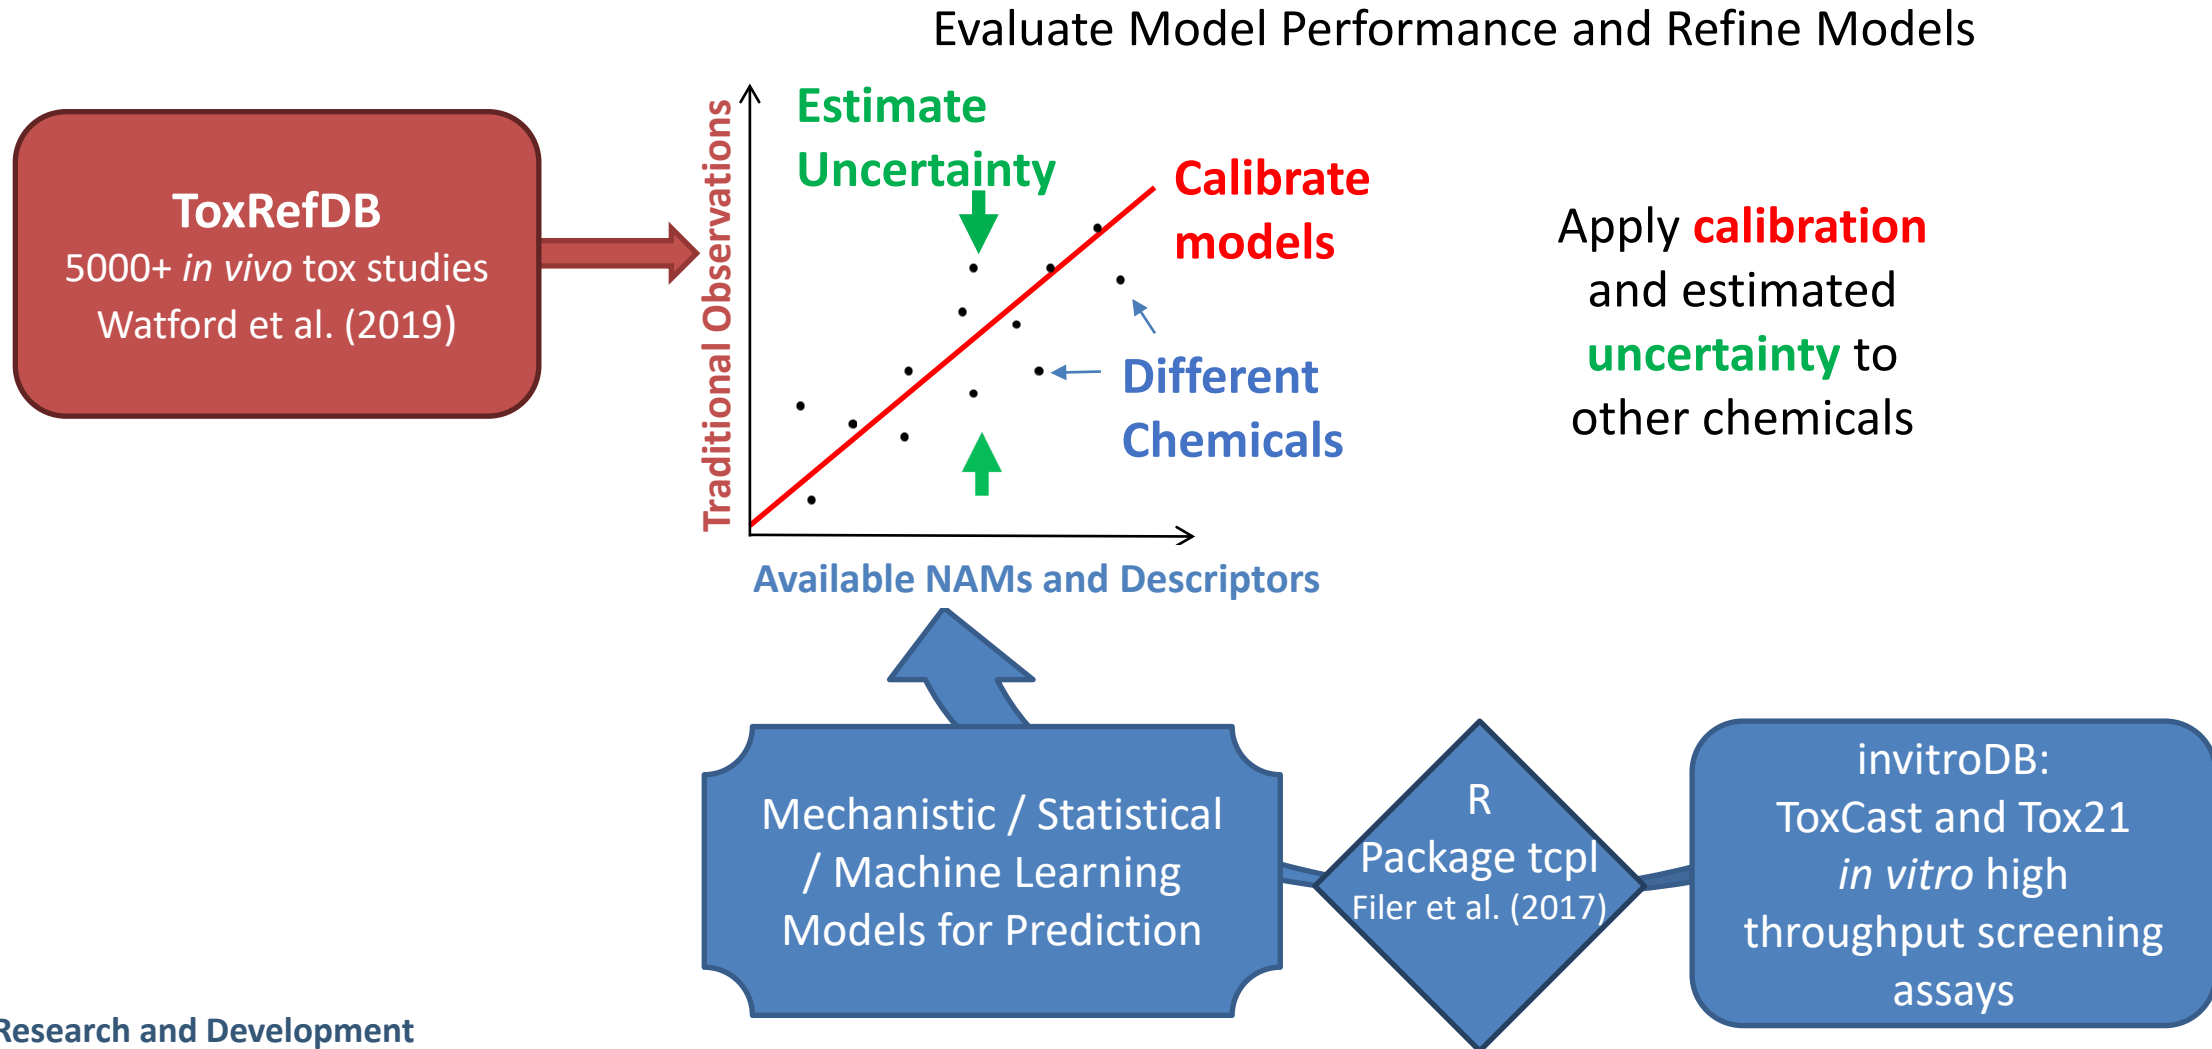 Evaluate Model Performance and Refine Models
ToxRefDB
5000+ in vivo tox studies
Watford et al. (2019)
Traditional Observations
Estimate
Uncertainty
Calibrate
models
Different
Chemicals
Available NAMs and Descriptors
Apply calibration
and estimated
uncertainty to
other chemicals
Mechanistic / Statistical
/ Machine Learning
Models for Prediction
R
Package tcpl
Filer et al. (2017)
invitroDB:
ToxCast and Tox21
in vitro high
throughput screening
assays
Research and Development